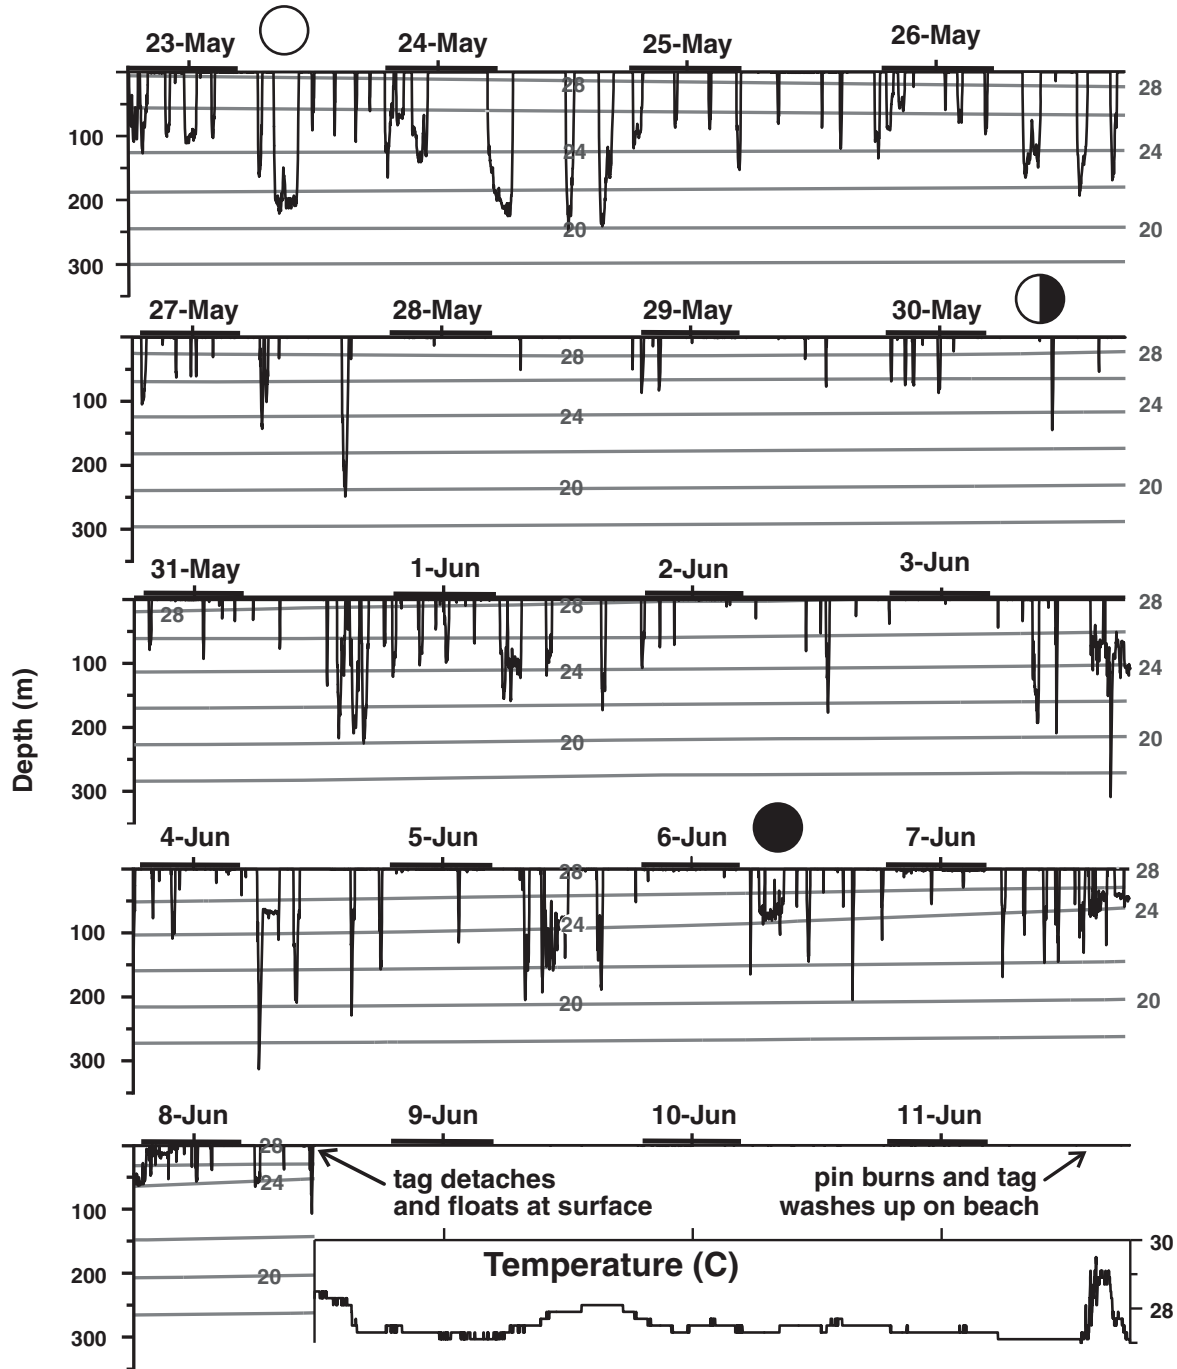 23-May 24-May 25-May 26-May
28 28
100 24 24
200 20 20
300
27-May 28-May 29-May 30-May
28 28
100 24 24
200 20 20
300
31-May 1-Jun 2-Jun 3-Jun
28 28 28
100 24 24
200 20 20
300
Depth (m)
4-Jun 5-Jun 6-Jun 7-Jun
28 28
100 24 24
200 20 20
300
8-Jun 9-Jun 10-Jun 11-Jun
28
24
tag detaches
and floats at surface
pin burns and tag
washes up on beach
100
200 20
300
Temperature (C)
30
28